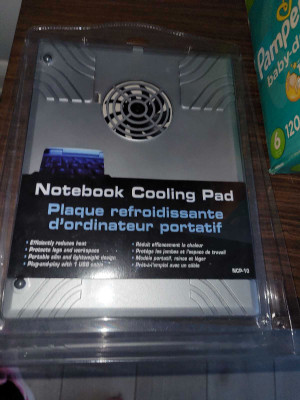 Pampers
baby-d
6
120
Notebook Cooling Pad
Plaque refroidissante
d'ordinateur portatif
• Efficiently reduces heat
• Protects legs and workspace
• Portable slim and lightweight design
• Plug-and-play with 1 USB cable
• Réduit efficacement la chaleur
• Protège les jambes et l'espace de travail
• Modèle portatif, mince et léger
• Prêt-à-l'emploi avec un câble
NCP-10